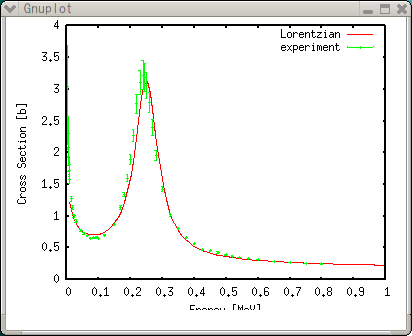 Gnuplot
4
3.5
3
2.5
2
1.5
1
0.5
0
Cross Section [b]
Lorentzian
experiment
0 0.1 0.2 0.3 0.4 0.5 0.6 0.7 0.8 0.9 1
Energy [MeV]